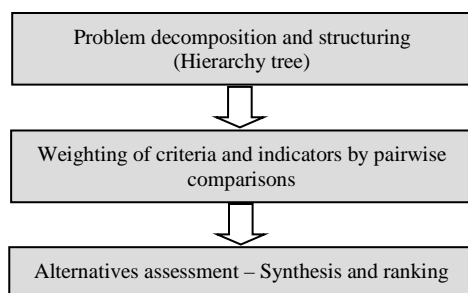 Problem decomposition and structuring
(Hierarchy tree)
Weighting of criteria and indicators by pairwise
comparisons
Alternatives assessment – Synthesis and ranking